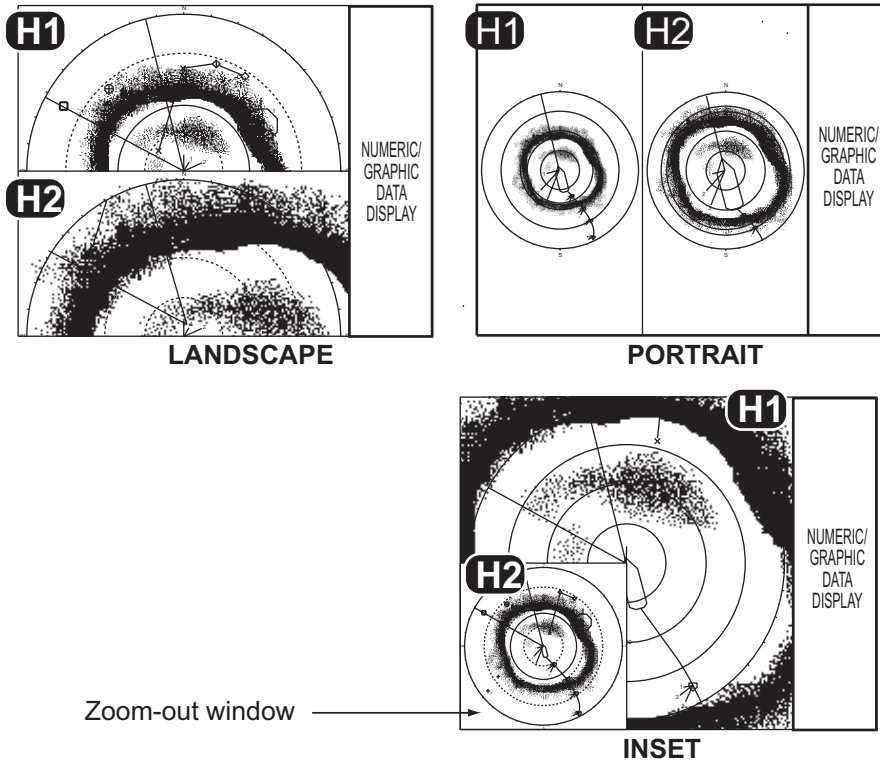 H1
N
NUMERIC/
GRAPHIC
DATA
DISPLAY
H2
N
LANDSCAPE
H1
H2
N
N
NUMERIC/
GRAPHIC
DATA
DISPLAY
S
S
PORTRAIT
H1
NUMERIC/
GRAPHIC
DATA
DISPLAY
H2
Zoom-out window
INSET